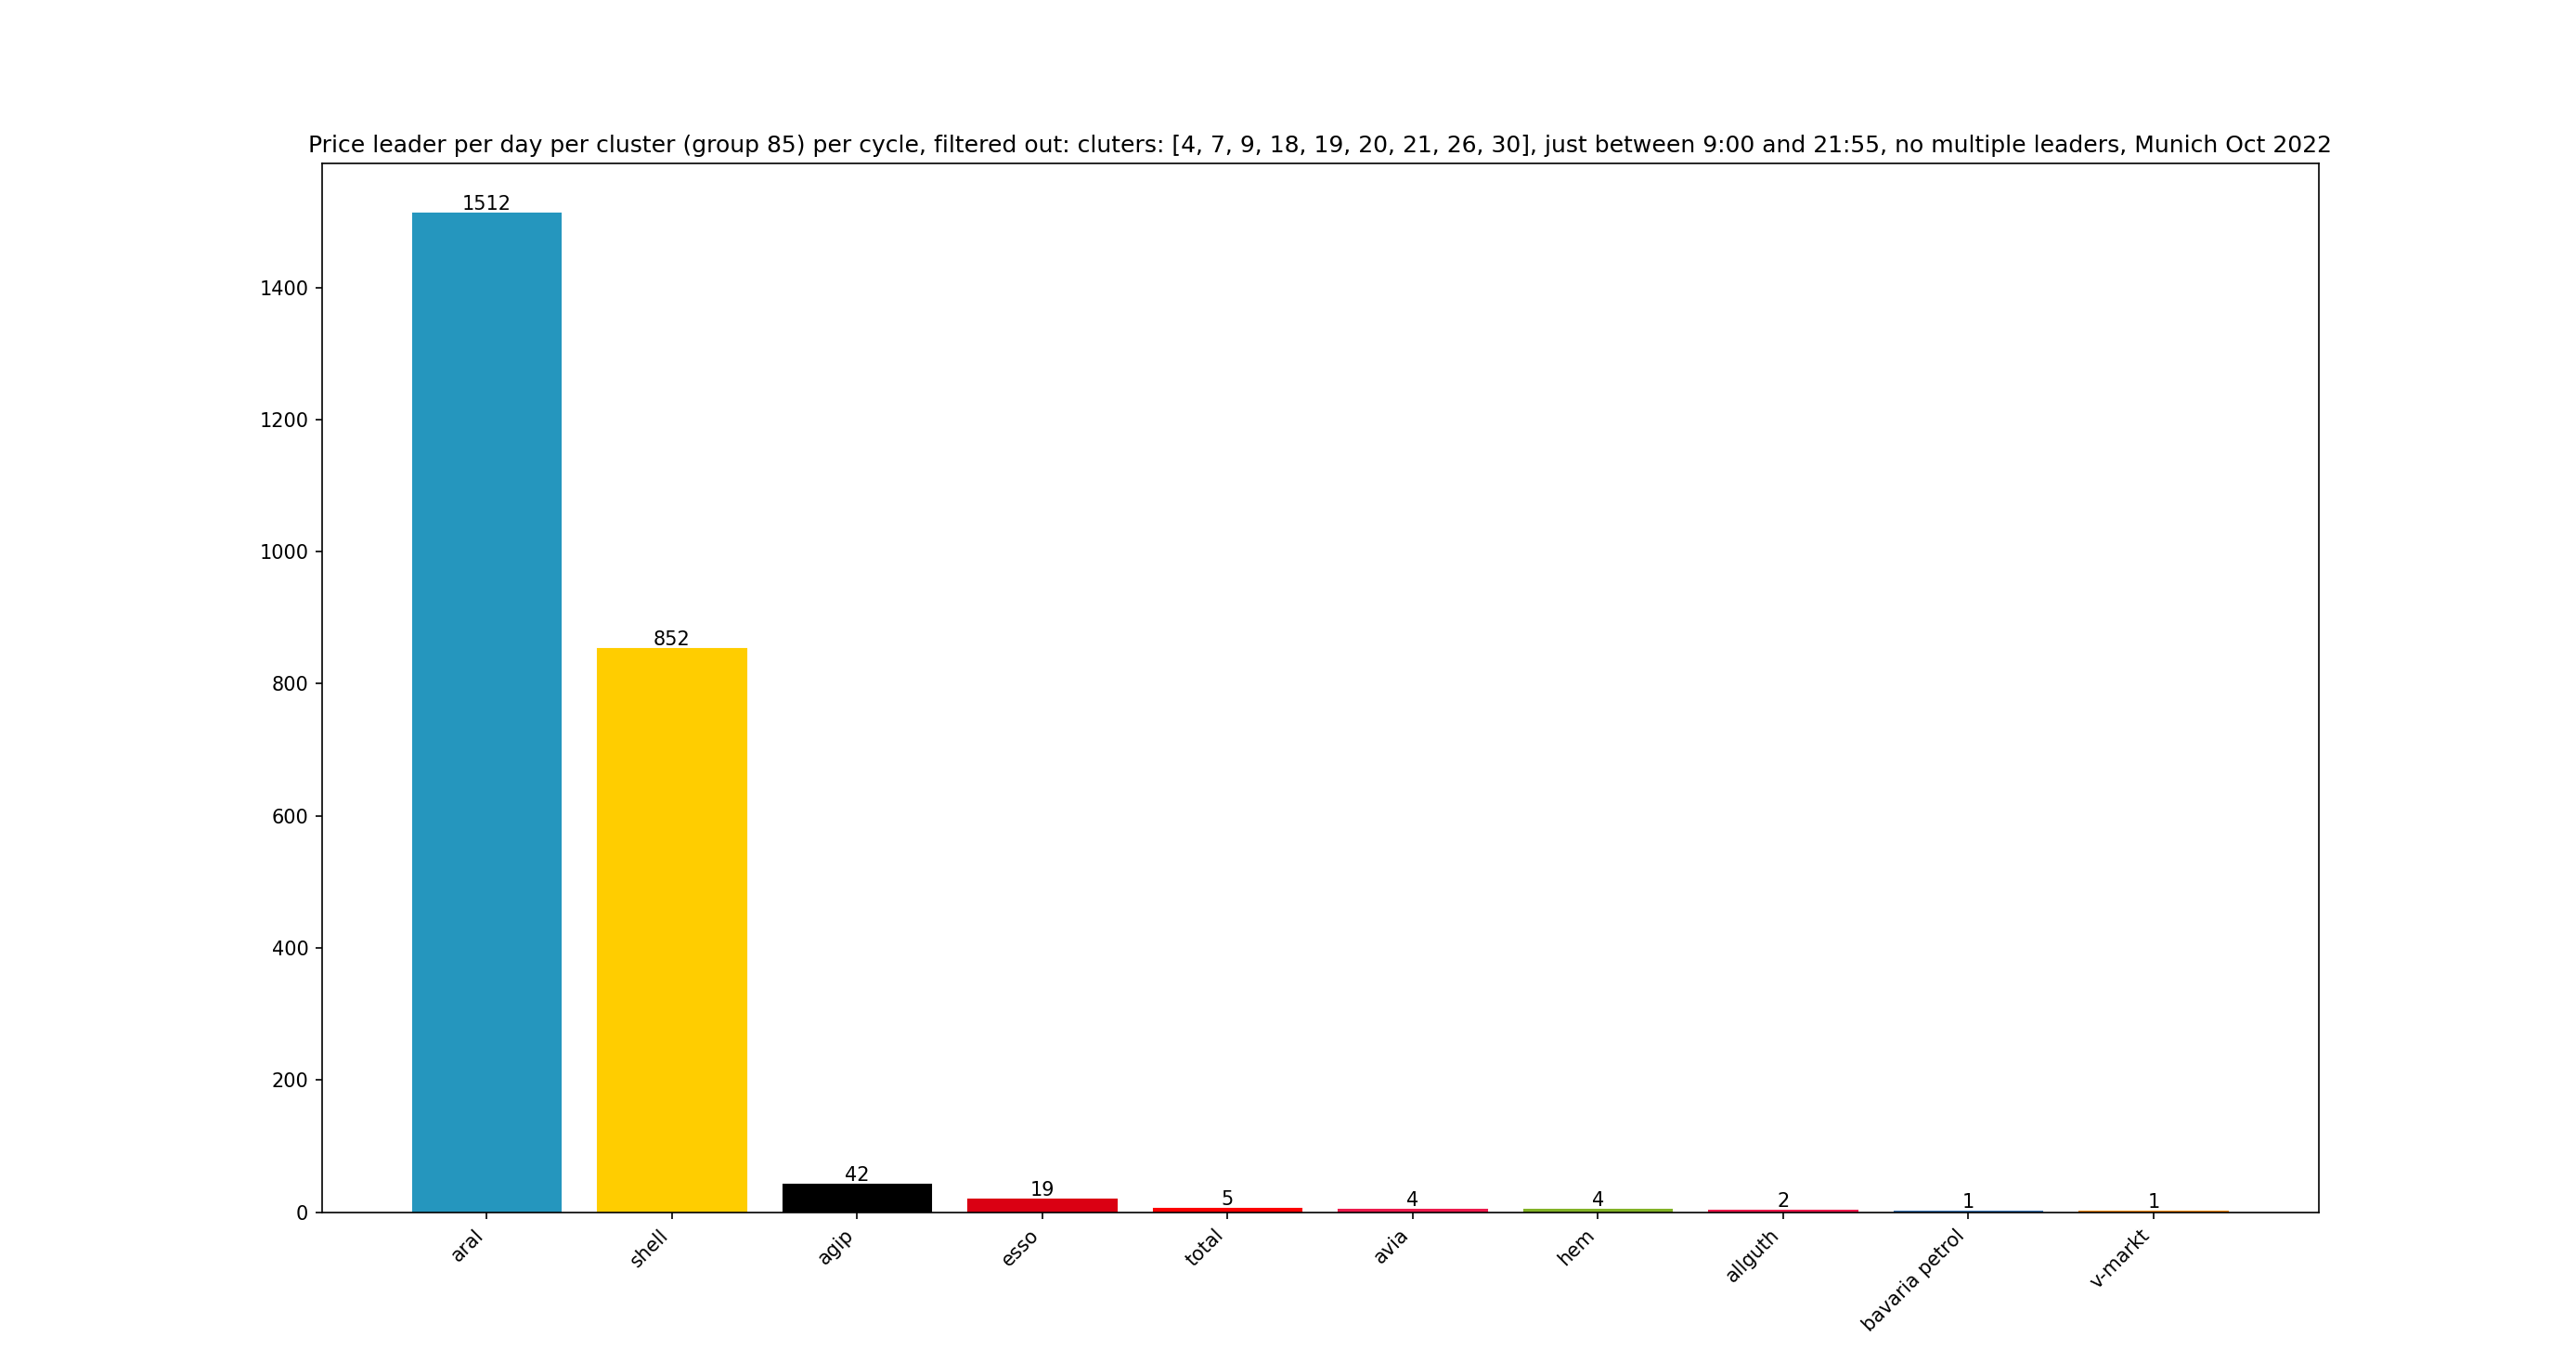 Price leader per day per cluster (group 85) per cycle, filtered out: cluters: [4, 7, 9, 18, 19, 20, 21, 26, 30], just between 9:00 and 21:55, no multiple leaders, Munich Oct 2022
1512
1400
1200
1000
852
800
600
400
200
42
19
5
4
4
2
1
1
0
aral
shell
agip
esso
total
avia
hem
allguth
bavaria petrol
v-markt